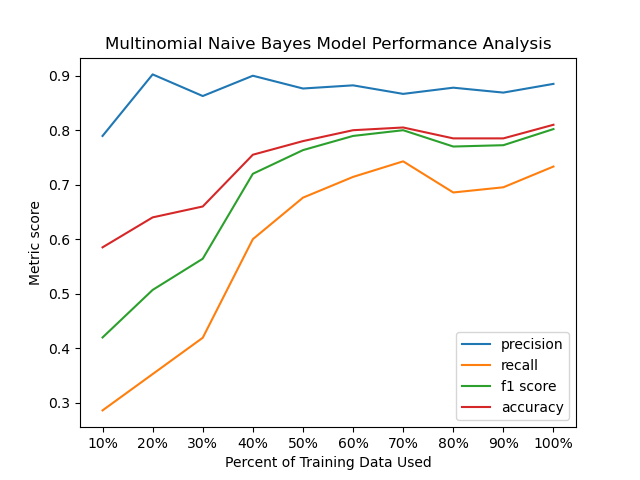 Multinomial Naive Bayes Model Performance Analysis
0.9
0.8
0.7
0.6
0.5
0.4
0.3
Metric score
precision
recall
f1 score
accuracy
10% 20% 30% 40% 50% 60% 70% 80% 90% 100%
Percent of Training Data Used